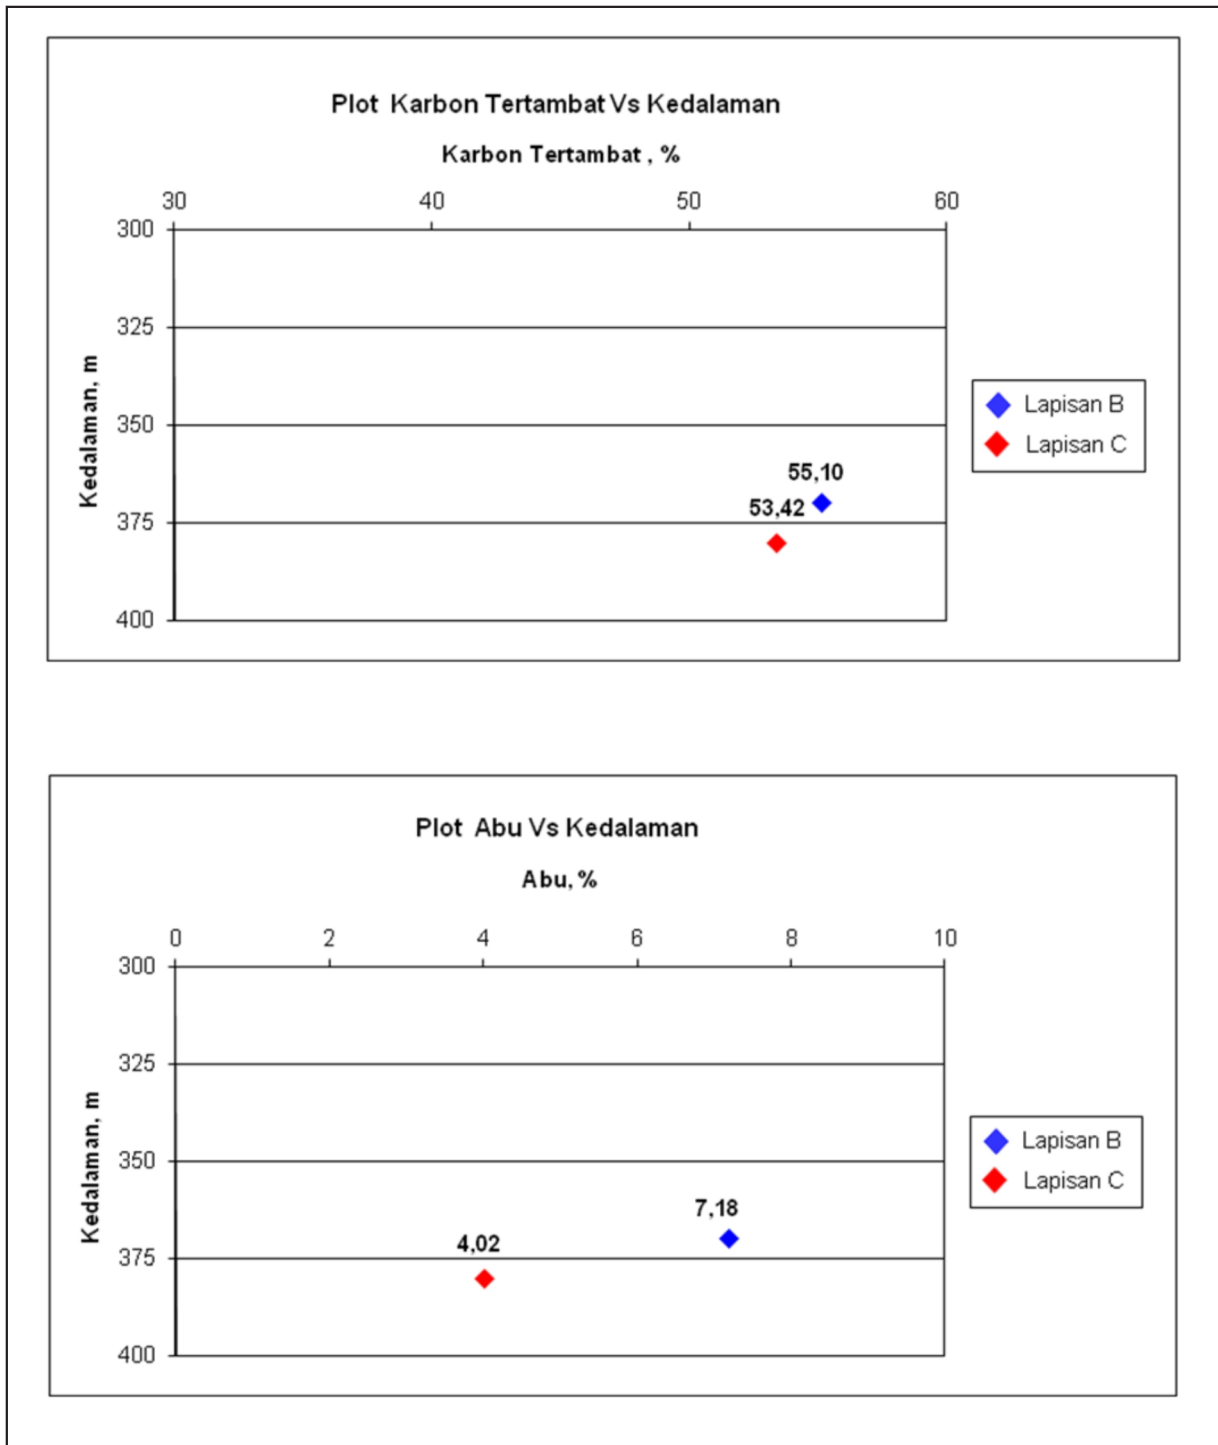 Plot Karbon Tertambat Vs Kedalaman
Karbon Tertambat , %
30 40 50 60
300
325
350
375
400
Kedalaman, m
55,10
53,42
Lapisan B
Lapisan C
Plot Abu Vs Kedalaman
Abu, %
0 2 4 6 8 10
300
325
350
375
400
Kedalaman, m
7,18
4,02
Lapisan B
Lapisan C